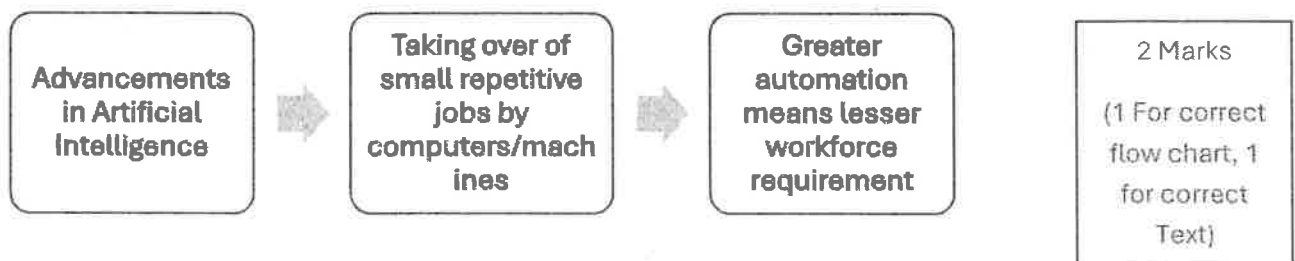 Advancements
in Artificial
Intelligence
Taking over of
small repetitive
jobs by
computers/mach
ines
Greater
automation
means lesser
workforce
requirement
2 Marks
(1 For correct
flow chart, 1
for correct
Text)